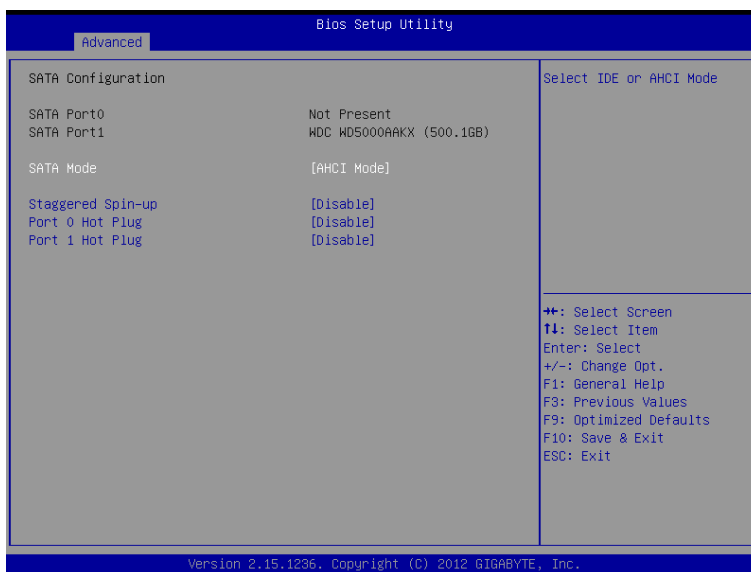 Bios Setup Utility
Advanced
SATA Configuration
SATA Port0 Not Present
SATA Port1 WDC WD5000AAKX (500.1GB)
SATA Mode [AHCI Mode]
Staggered Spin-up [Disable]
Port 0 Hot Plug [Disable]
Port 1 Hot Plug [Disable]
Select IDE or AHCI Mode
→←: Select Screen
↑↓: Select Item
Enter: Select
+/-: Change Opt.
F1: General Help
F3: Previous Values
F9: Optimized Defaults
F10: Save & Exit
ESC: Exit
Version 2.15.1236. Copyright (C) 2012 GIGABYTE, Inc.